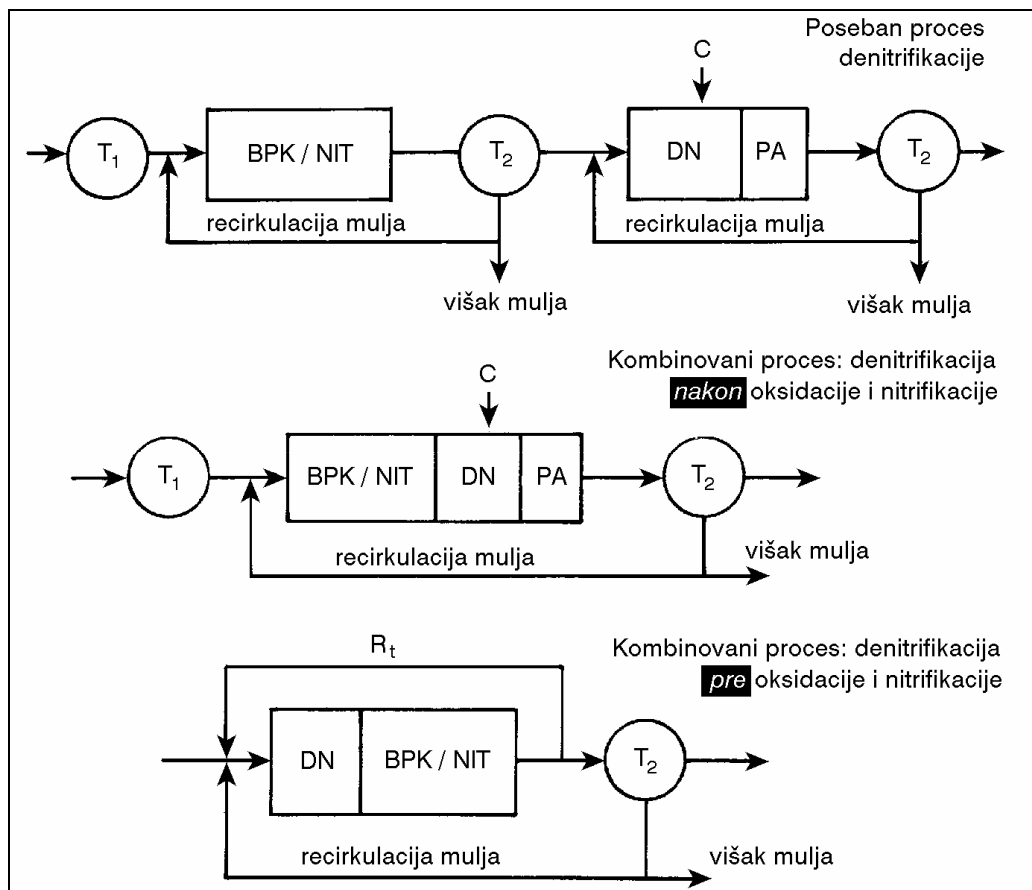 Poseban proces
denitrifikacije
C
T1
BPK / NIT
T2
DN
PA
T2
recirkulacija mulja
recirkulacija mulja
višak mulja
višak mulja
Kombinovani proces: denitrifikacija
nakon oksidacije i nitrifikacije
C
T1
BPK / NIT
DN
PA
T2
recirkulacija mulja
višak mulja
Rt
Kombinovani proces: denitrifikacija
pre oksidacije i nitrifikacije
DN
BPK / NIT
T2
recirkulacija mulja
višak mulja